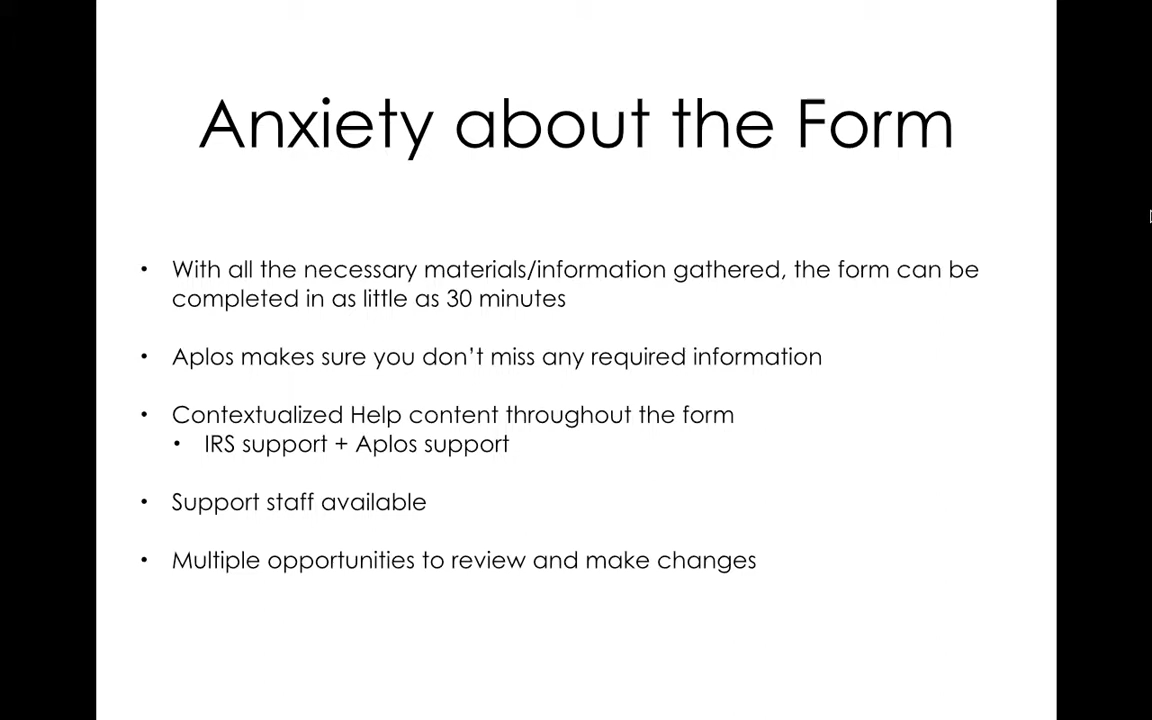 Anxiety about the Form
• With all the necessary materials/information gathered, the form can be
completed in as little as 30 minutes
• Aplos makes sure you don’t miss any required information
• Contextualized Help content throughout the form
• IRS support + Aplos support
• Support staff available
• Multiple opportunities to review and make changes